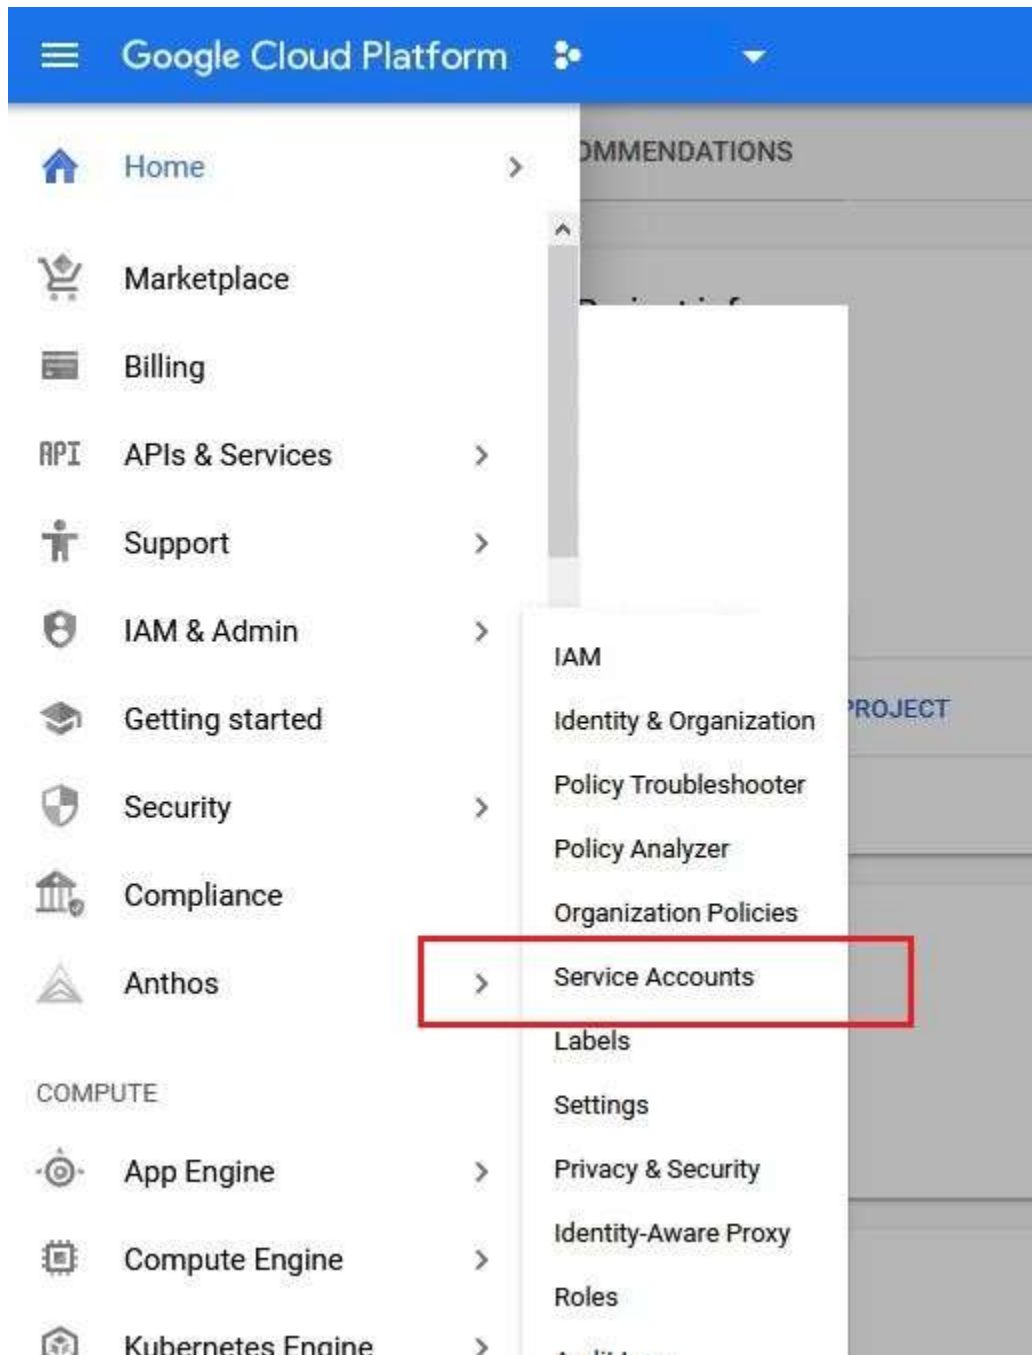 Google Cloud Platform
Home
OMMENDATIONS
Marketplace
Billing
API APIs & Services
Support
IAM & Admin
Getting started
Security
Compliance
Anthos
COMPUTE
App Engine
Compute Engine
Kubernetes Engine
IAM
Identity & Organization
Policy Troubleshooter
Policy Analyzer
Organization Policies
Service Accounts
Labels
Settings
Privacy & Security
Identity-Aware Proxy
Roles
PROJECT